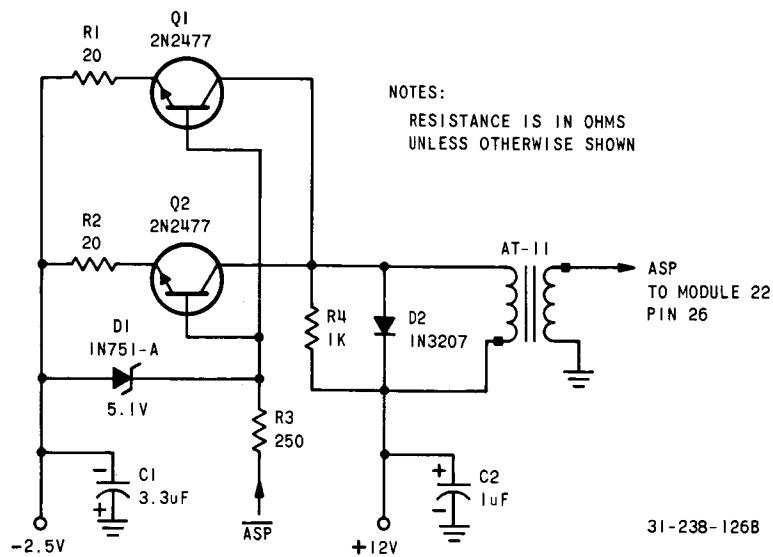 Q1
2N2477
R1
20
NOTES:
RESISTANCE IS IN OHMS
UNLESS OTHERWISE SHOWN
Q2
2N2477
R2
20
AT-11
ASP
TO MODULE 22
PIN 26
D1
1N751-A
5.1V
R4
1K
D2
1N3207
R3
250
- C1
3.3uF
+
+ C2
1uF
-
-2.5V
A̅S̅P̅
+12V
31-238-126B